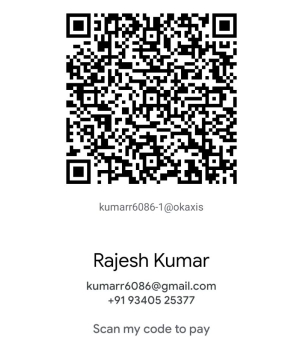 kumarr6086-1@okaxis
Rajesh Kumar
kumarr6086@gmail.com
+91 93405 25377
Scan my code to pay